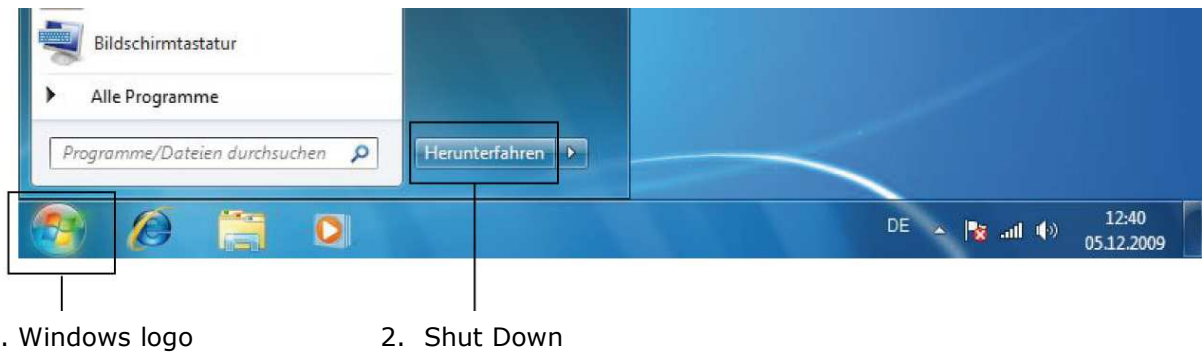 Bildschirmtastatur
Alle Programme
Programme/Dateien durchsuchen
Herunterfahren
DE
12:40
05.12.2009
. Windows logo
2. Shut Down